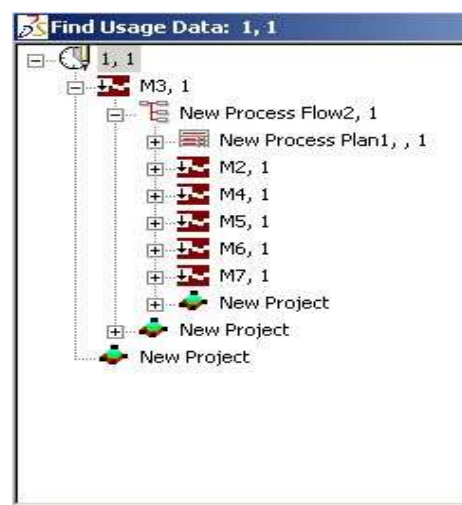 Find Usage Data: 1, 1
1, 1
M3, 1
New Process Flow2, 1
New Process Plan1, , 1
M2, 1
M4, 1
M5, 1
M6, 1
M7, 1
New Project
New Project
New Project